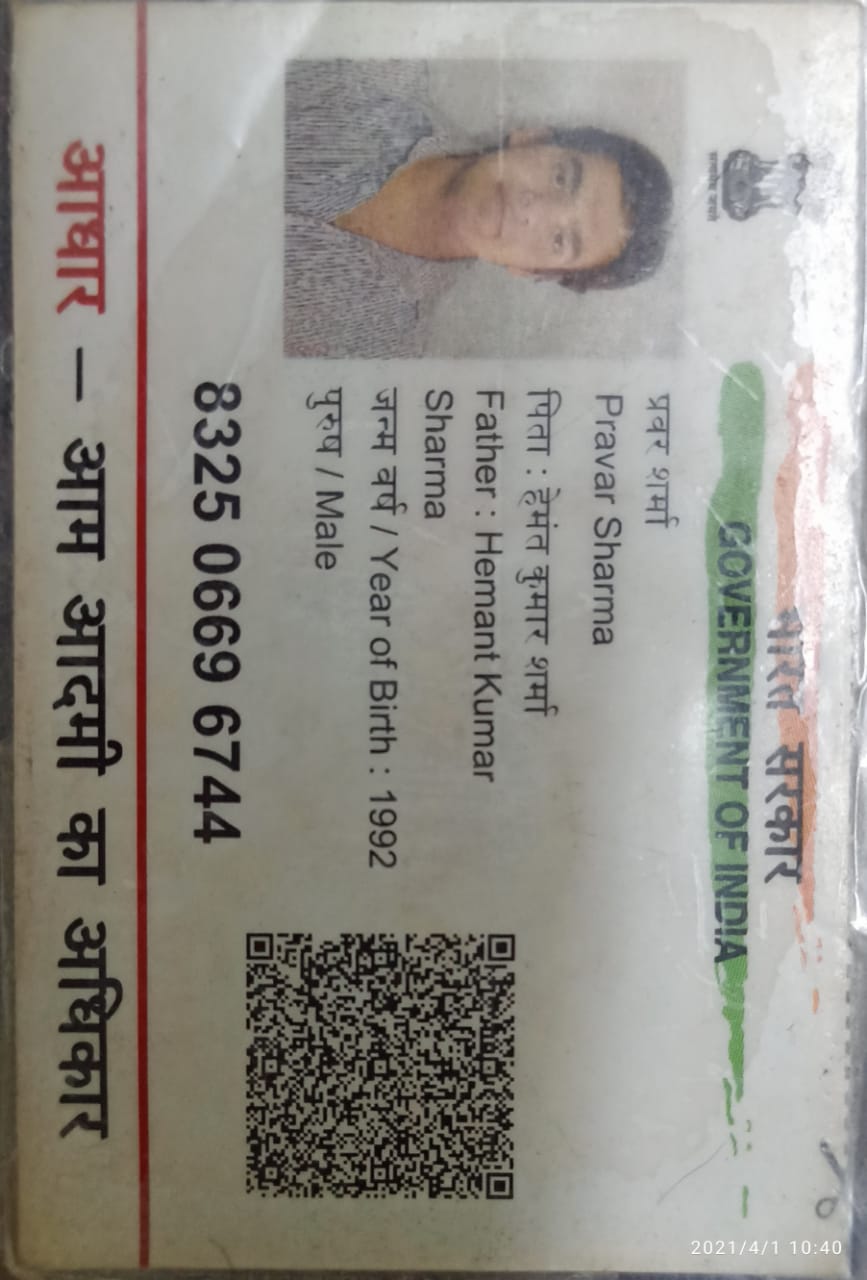 सत्यमेव जयते
भारत सरकार
GOVERNMENT OF INDIA
प्रवर शर्मा
Pravar Sharma
पिता : हेमंत कुमार शर्मा
Father : Hemant Kumar
Sharma
जन्म वर्ष / Year of Birth : 1992
पुरुष / Male
8325 0669 6744
आधार – आम आदमी का अधिकार
2021/4/1 10:40